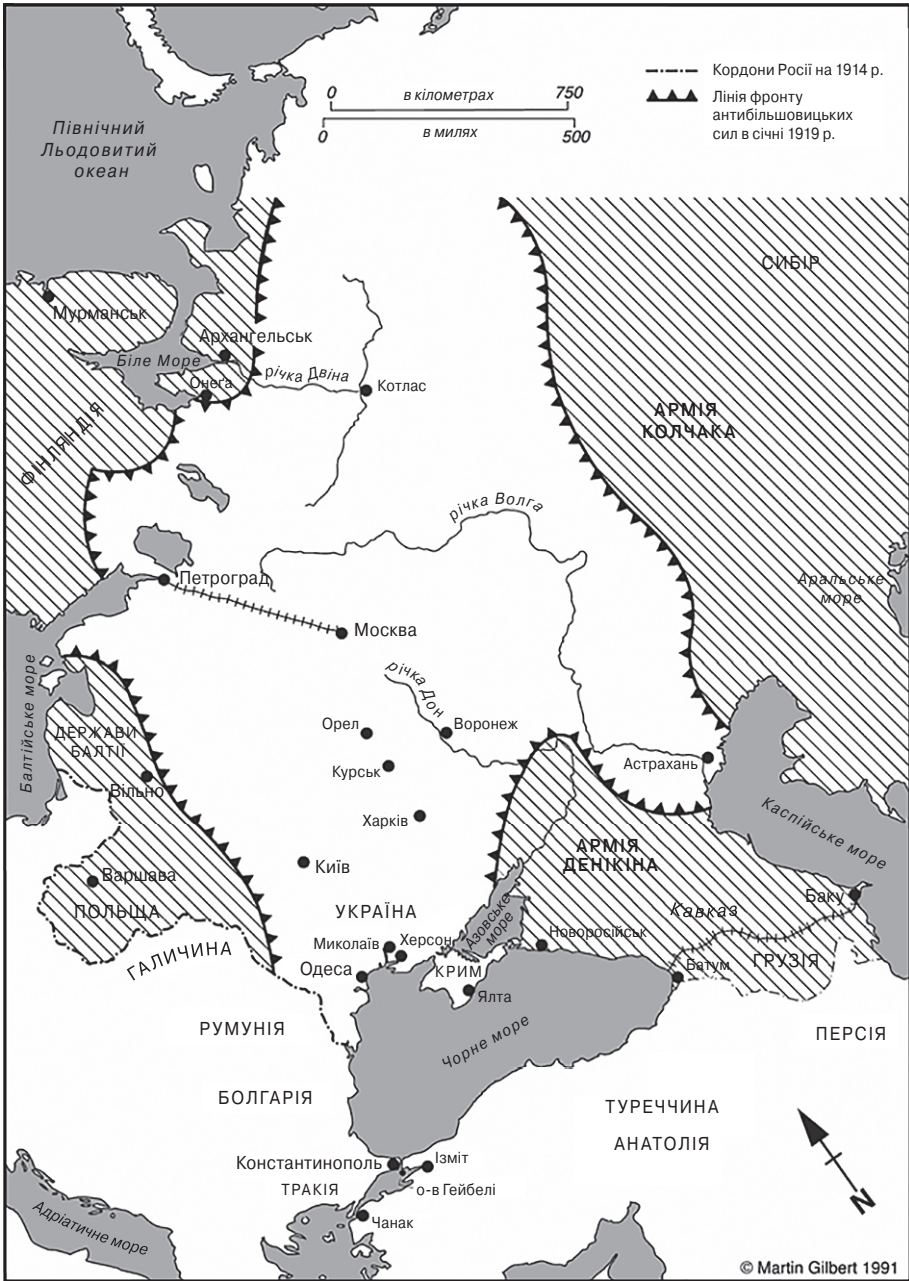 Кордони Росії на 1914 р.
Лінія фронту
антибільшовицьких
сил в січні 1919 р.
0 в кілометрах 750
0 в милях 500
Північний
Льодовитий
океан
СИБІР
Мурманськ
Архангельськ
Біле Море
річка Двіна
Онеґа
Котлас
ФІНЛЯНДІЯ
АРМІЯ
КОЛЧАКА
річка Волга
Петроград
Аральське
море
Москва
річка Дон
Балтійське море
Орел
Воронеж
ДЕРЖАВИ
БАЛТІЇ
Курськ
Астрахань
Вільно
Харків
Каспійське море
АРМІЯ
ДЕНІКІНА
Київ
Варшава
Баку
ПОЛЬЩА
УКРАЇНА
Азовське
море
Кавказ
Миколаїв
Херсон
Новоросійськ
ГАЛИЧИНА
Одеса
КРИМ
Батум
ГРУЗІЯ
Ялта
РУМУНІЯ
Чорне море
ПЕРСІЯ
БОЛГАРІЯ
ТУРЕЧЧИНА
АНАТОЛІЯ
Константинополь
Ізміт
ТРАКІЯ
о-в Гейбелі
N
Чанак
Адріатичне море
© Martin Gilbert 1991